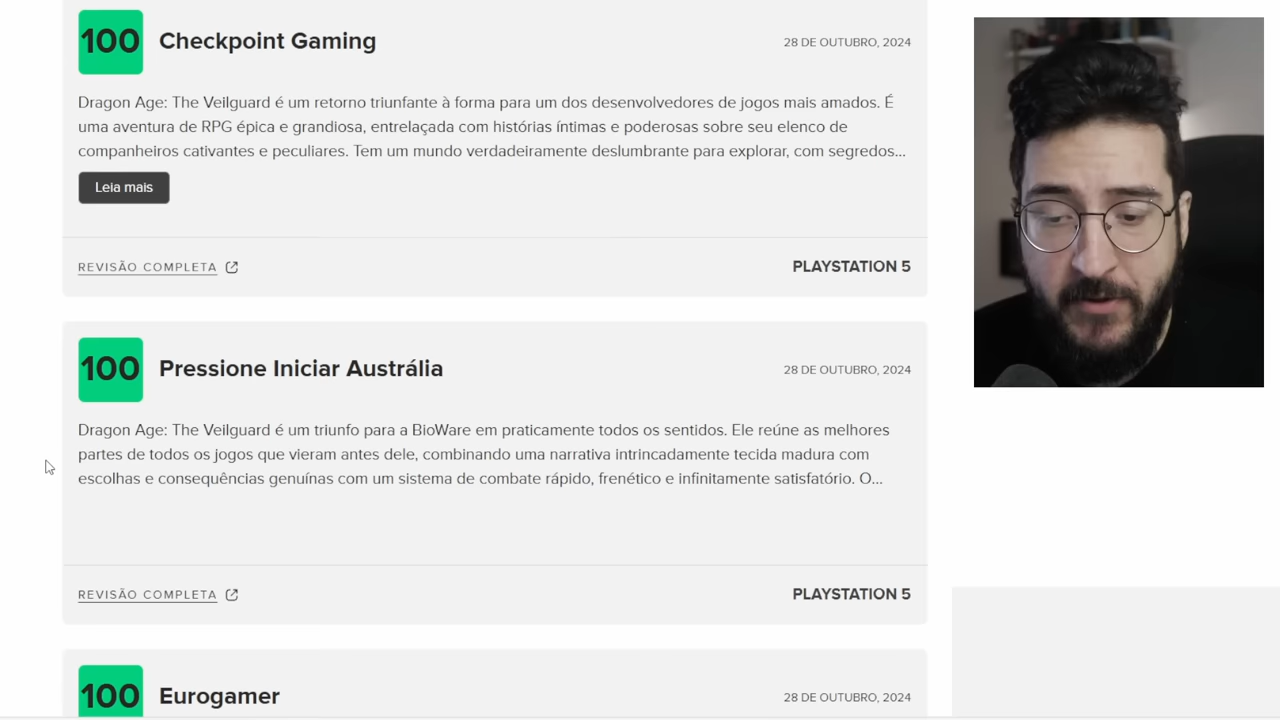 100 Checkpoint Gaming 28 DE OUTUBRO, 2024
Dragon Age: The Veilguard é um retorno triunfante à forma para um dos desenvolvedores de jogos mais amados. É
uma aventura de RPG épica e grandiosa, entrelaçada com histórias íntimas e poderosas sobre seu elenco de
companheiros cativantes e peculiares. Tem um mundo verdadeiramente deslumbrante para explorar, com segredos...
Leia mais
REVISÃO COMPLETA PLAYSTATION 5
100 Pressione Iniciar Austrália 28 DE OUTUBRO, 2024
Dragon Age: The Veilguard é um triunfo para a BioWare em praticamente todos os sentidos. Ele reúne as melhores
partes de todos os jogos que vieram antes dele, combinando uma narrativa intrincadamente tecida madura com
escolhas e consequências genuínas com um sistema de combate rápido, frenético e infinitamente satisfatório. O...
REVISÃO COMPLETA PLAYSTATION 5
100 Eurogamer 28 DE OUTUBRO, 2024